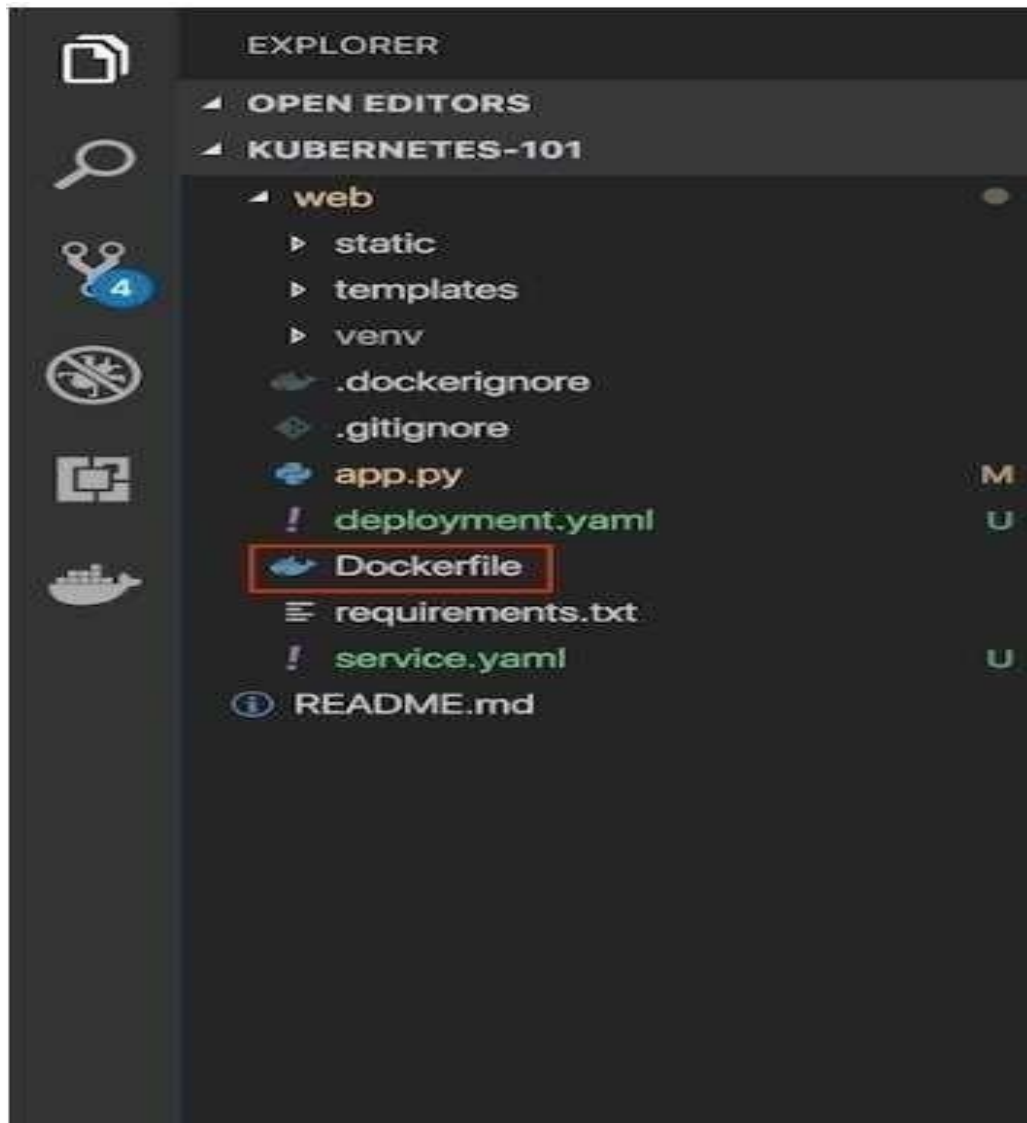 EXPLORER
OPEN EDITORS
KUBERNETES-101
web
static
4
templates
venv
.dockerignore
.gitignore
app.py M
deployment.yaml U
Dockerfile
requirements.txt
service.yaml U
README.md